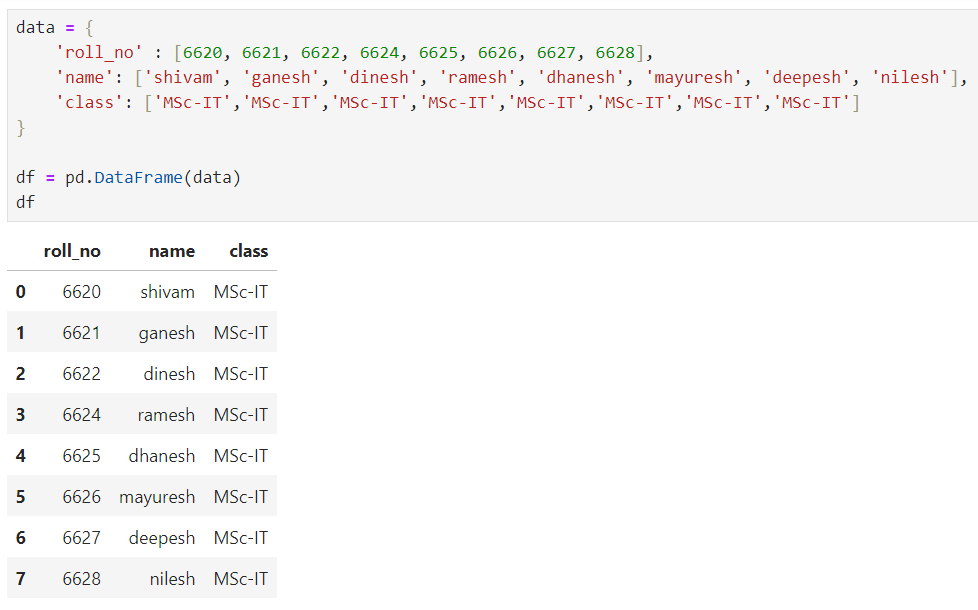 data = {
    'roll_no' : [6620, 6621, 6622, 6624, 6625, 6626, 6627, 6628],
    'name': ['shivam', 'ganesh', 'dinesh', 'ramesh', 'dhanesh', 'mayuresh', 'deepesh', 'nilesh'],
    'class': ['MSc-IT','MSc-IT','MSc-IT','MSc-IT','MSc-IT','MSc-IT','MSc-IT','MSc-IT']
}
df = pd.DataFrame(data)
df
roll_no name class
0 6620 shivam MSc-IT
1 6621 ganesh MSc-IT
2 6622 dinesh MSc-IT
3 6624 ramesh MSc-IT
4 6625 dhanesh MSc-IT
5 6626 mayuresh MSc-IT
6 6627 deepesh MSc-IT
7 6628 nilesh MSc-IT